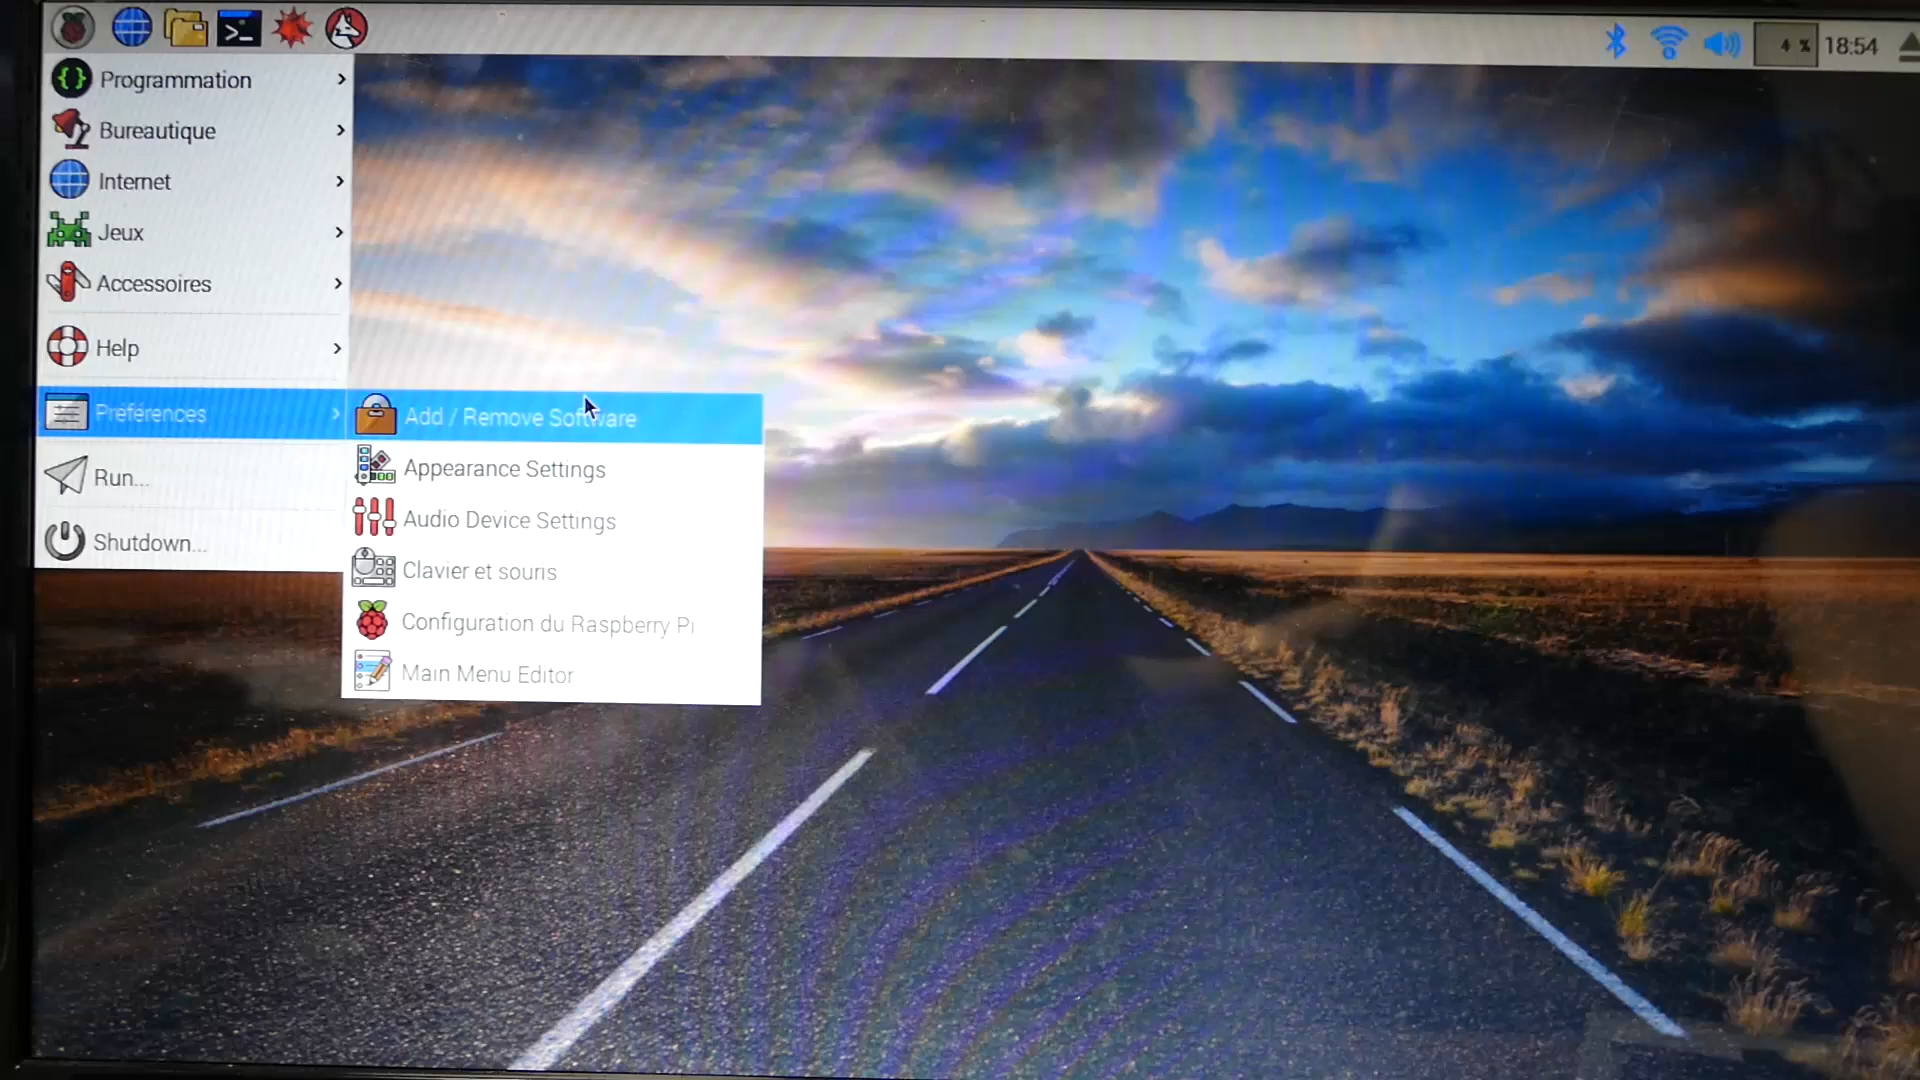 4 %
18:54
Programmation
Bureautique
Internet
Jeux
Accessoires
Help
Préférences
Run...
Shutdown...
Add / Remove Software
Appearance Settings
Audio Device Settings
Clavier et souris
Configuration du Raspberry Pi
Main Menu Editor